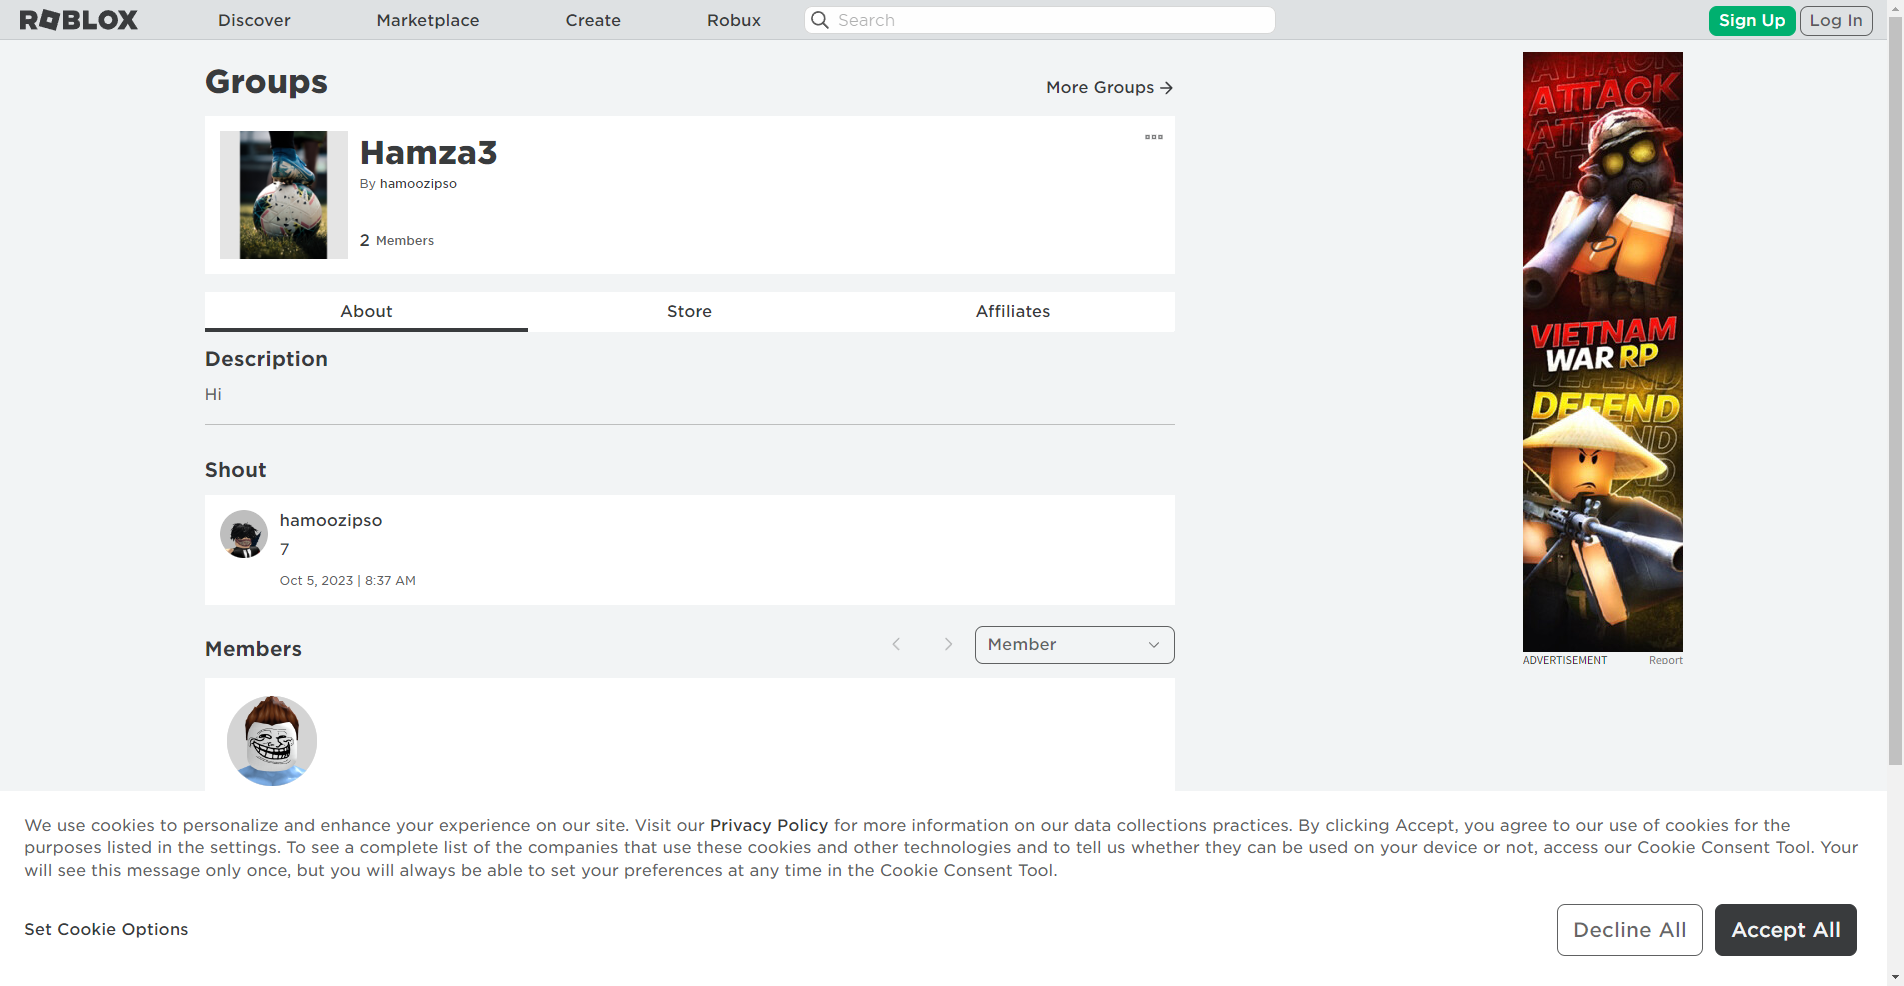 ROBLOX
Discover
Marketplace
Create
Robux
Search
Sign Up
Log In
Groups
More Groups
Hamza3
By hamoozipso
2 Members
About
Store
Affiliates
Description
Hi
Shout
hamoozipso
7
Oct 5, 2023 | 8:37 AM
Members
Member
ATTACK
ATTACK
VIETNAM
WAR RP
DEFEND
DEFEND
DEFEND
ADVERTISEMENT
Report
We use cookies to personalize and enhance your experience on our site. Visit our Privacy Policy for more information on our data collections practices. By clicking Accept, you agree to our use of cookies for the
purposes listed in the settings. To see a complete list of the companies that use these cookies and other technologies and to tell us whether they can be used on your device or not, access our Cookie Consent Tool. Your
will see this message only once, but you will always be able to set your preferences at any time in the Cookie Consent Tool.
Set Cookie Options
Decline All
Accept All